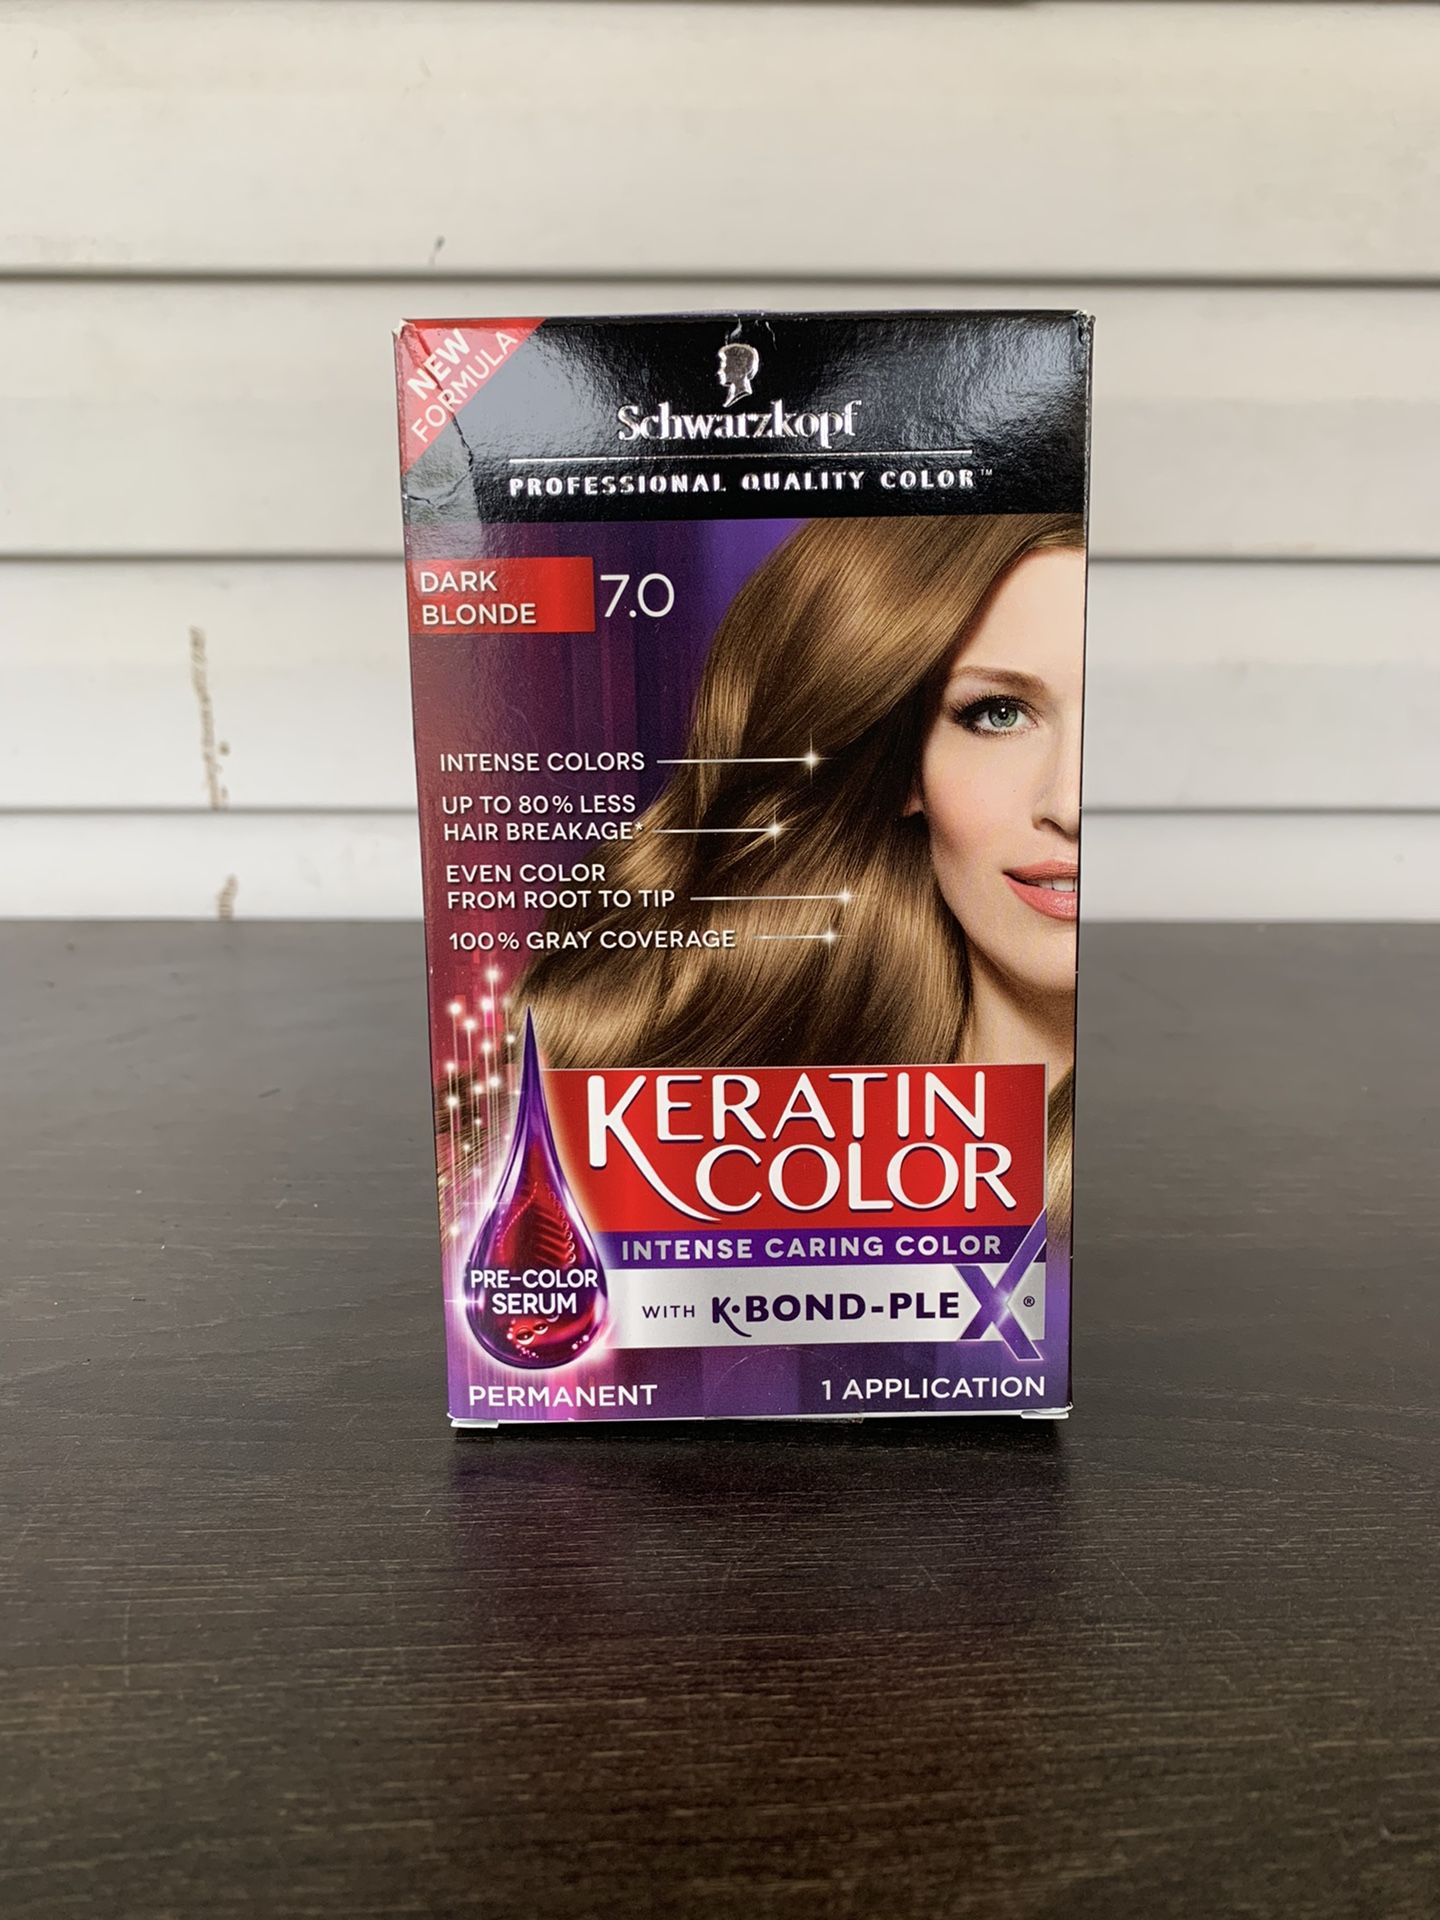 NEW
FORMULA
Schwarzkopf
PROFESSIONAL QUALITY COLOR™
DARK
BLONDE
7.0
INTENSE COLORS
UP TO 80% LESS
HAIR BREAKAGE*
EVEN COLOR
FROM ROOT TO TIP
100% GRAY COVERAGE
KERATIN
COLOR
INTENSE CARING COLOR
PRE-COLOR
SERUM
WITH K•BOND-PLEX®
PERMANENT
1 APPLICATION